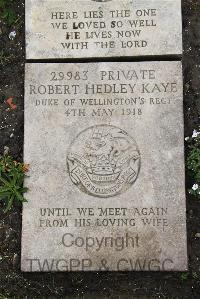 HERE LIES THE ONE
WE LOVED SO WELL
HE LIVES NOW
WITH THE LORD
29983 PRIVATE
ROBERT HEDLEY KAYE
DUKE OF WELLINGTON'S REGT
4TH MAY 1918
UNTIL WE MEET AGAIN
FROM HIS LOVING WIFE
Copyright
TWGPP & CWGC